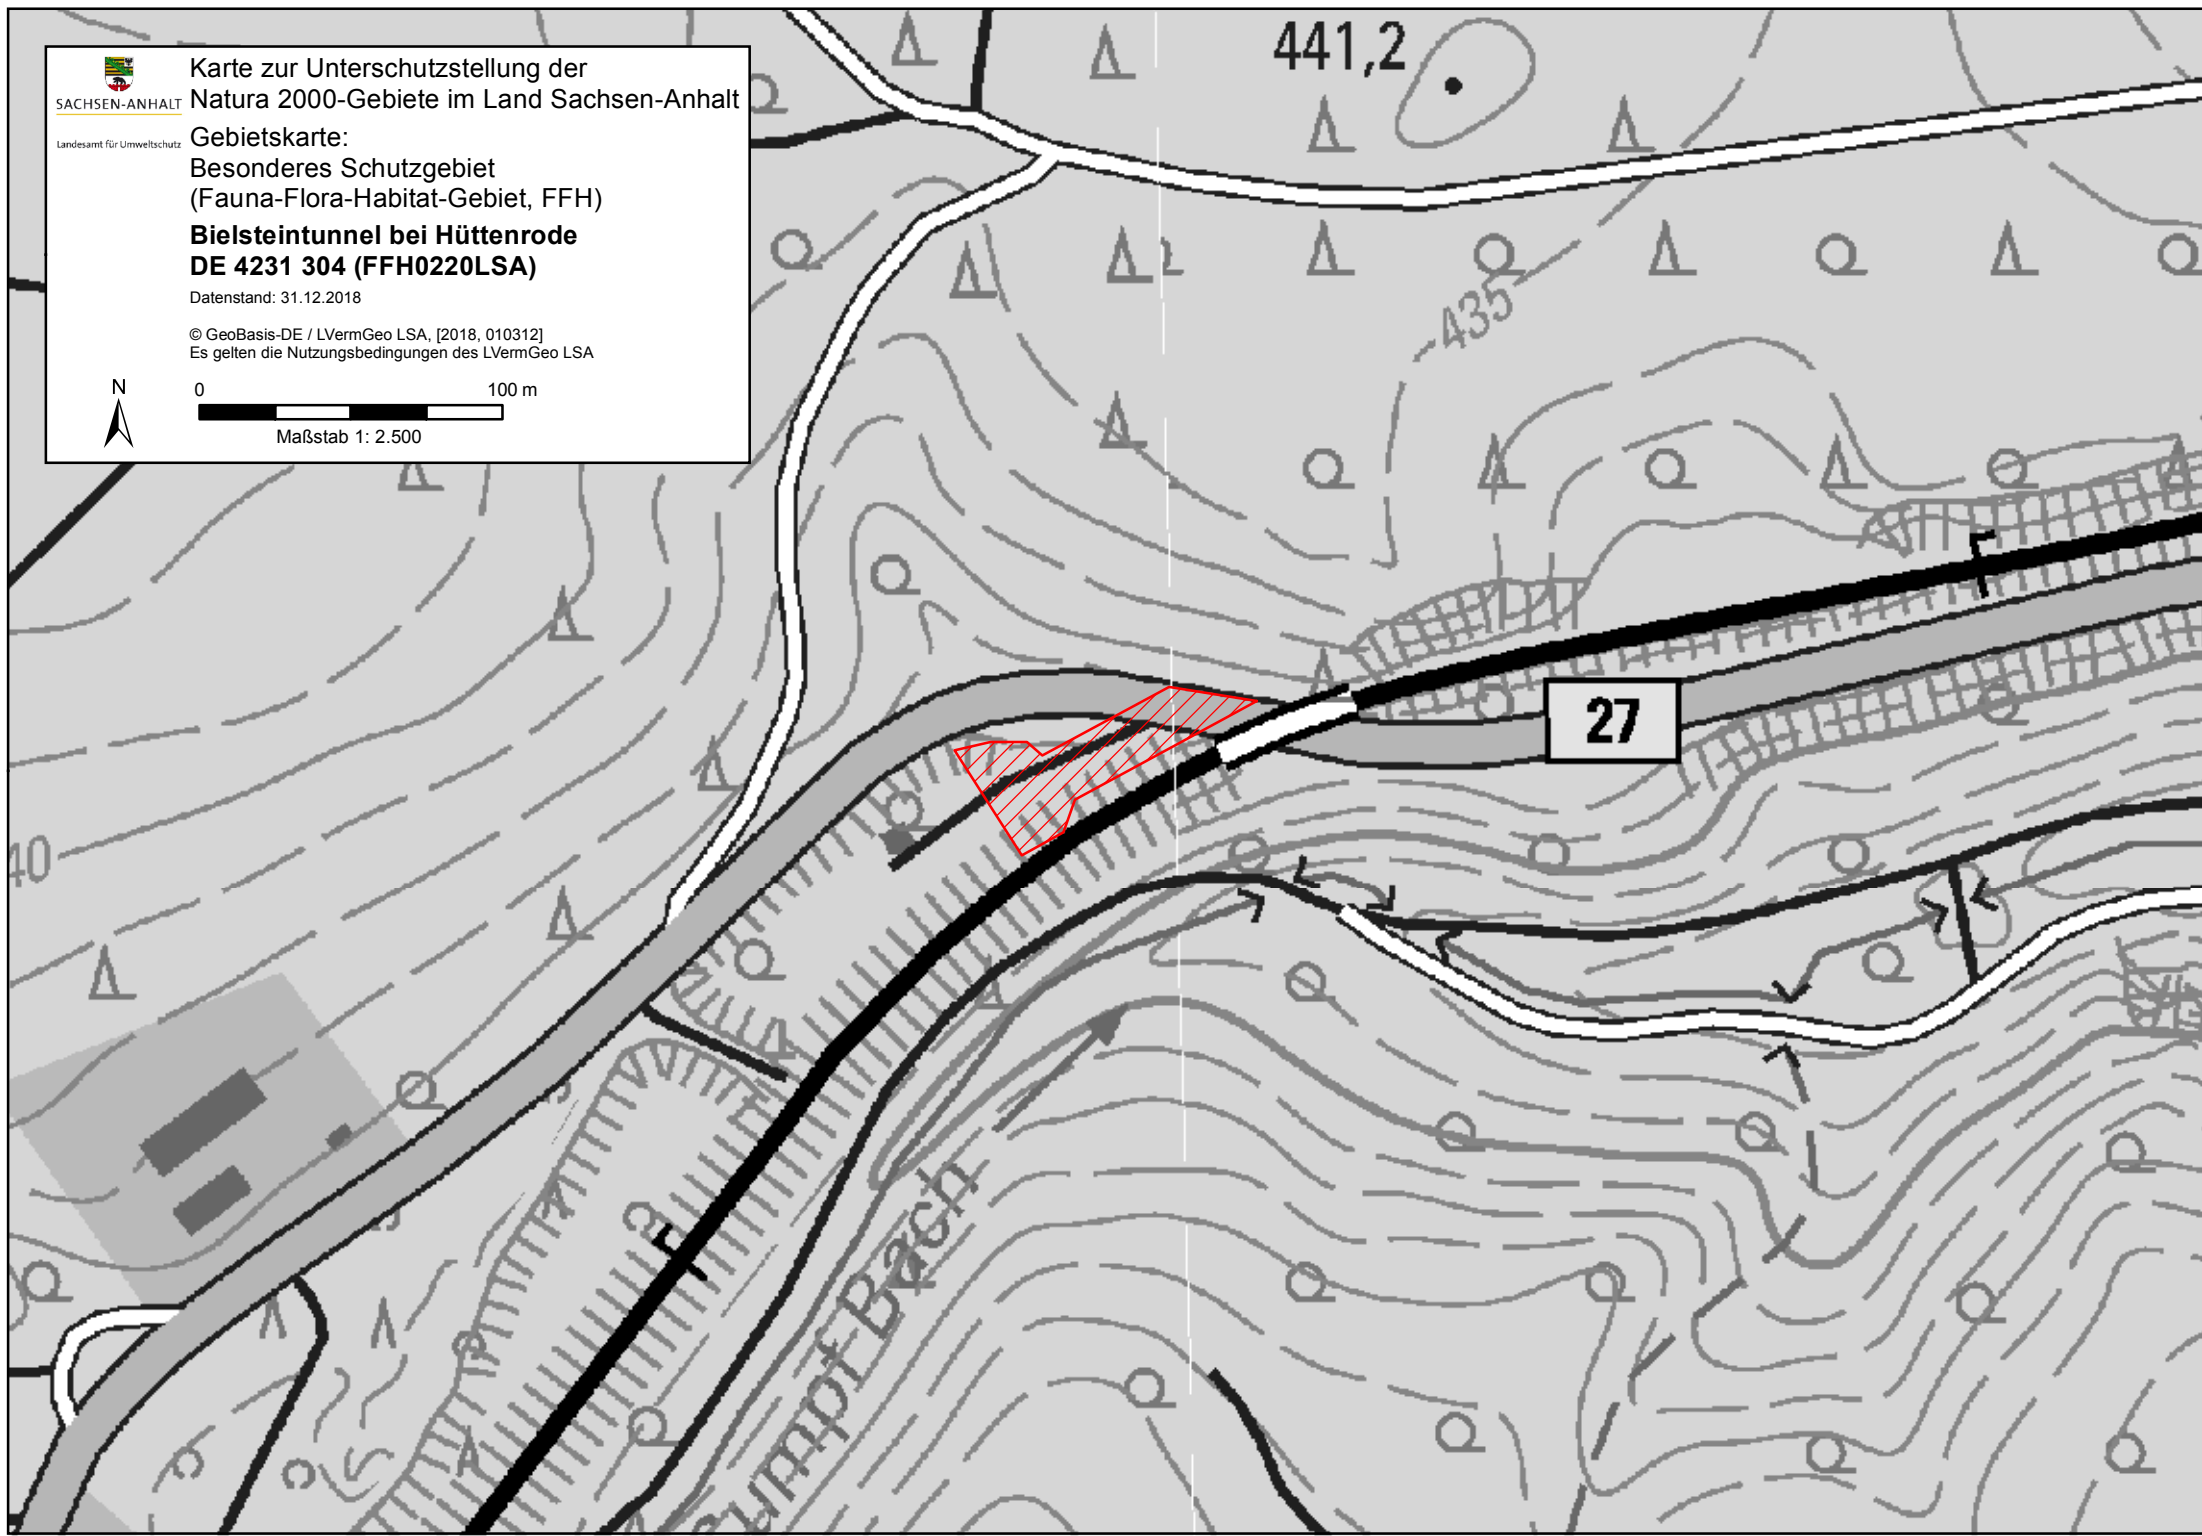 SACHSEN-ANHALT
Landesamt für Umweltschutz
Karte zur Unterschutzstellung der
Natura 2000-Gebiete im Land Sachsen-Anhalt
Gebietskarte:
Besonderes Schutzgebiet
(Fauna-Flora-Habitat-Gebiet, FFH)
Bielsteintunnel bei Hüttenrode
DE 4231 304 (FFH0220LSA)
Datenstand: 31.12.2018
© GeoBasis-DE / LVermGeo LSA, [2018, 010312]
Es gelten die Nutzungsbedingungen des LVermGeo LSA
N
0 100 m
Maßstab 1: 2.500
441,2
435
27
40
Bach